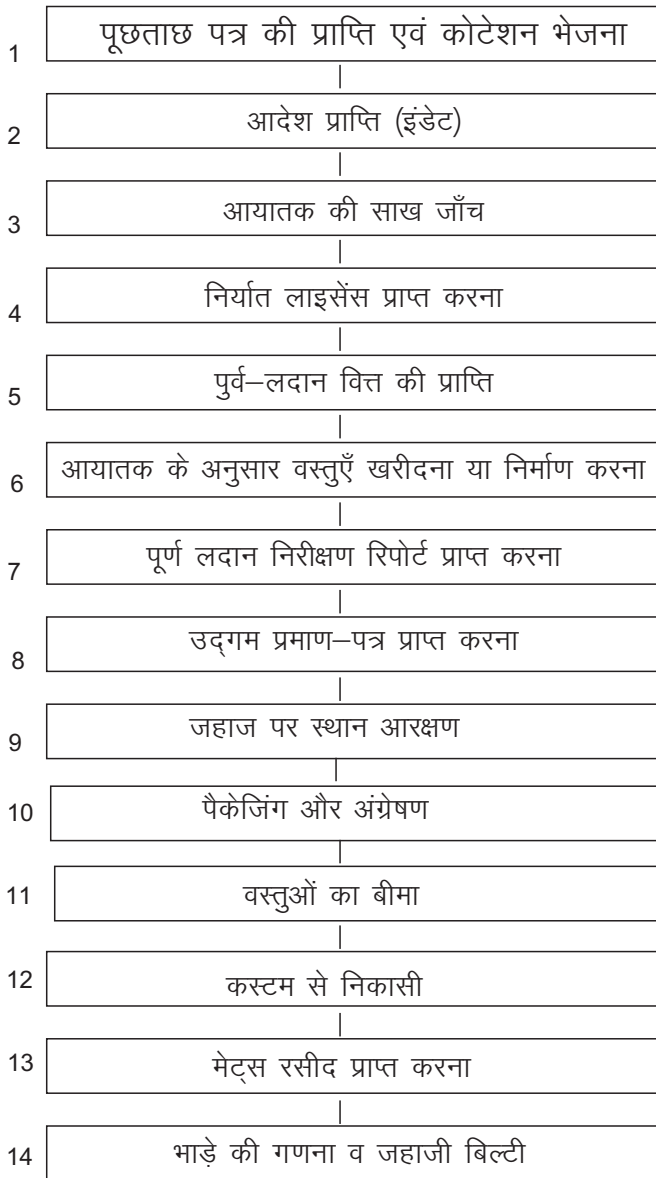 1 पूछताछ पत्र की प्राप्ति एवं कोटेशन भेजना
2 आदेश प्राप्ति (इंडेट)
3 आयातक की साख जाँच
4 निर्यात लाइसेंस प्राप्त करना
5 पुर्व–लदान वित्त की प्राप्ति
6 आयातक के अनुसार वस्तुएँ खरीदना या निर्माण करना
7 पूर्ण लदान निरीक्षण रिपोर्ट प्राप्त करना
8 उद्‌गम प्रमाण–पत्र प्राप्त करना
9 जहाज पर स्थान आरक्षण
10 पैकेजिंग और अंग्रेषण
11 वस्तुओं का बीमा
12 कस्टम से निकासी
13 मेट्स रसीद प्राप्त करना
14 भाड़े की गणना व जहाजी बिल्टी